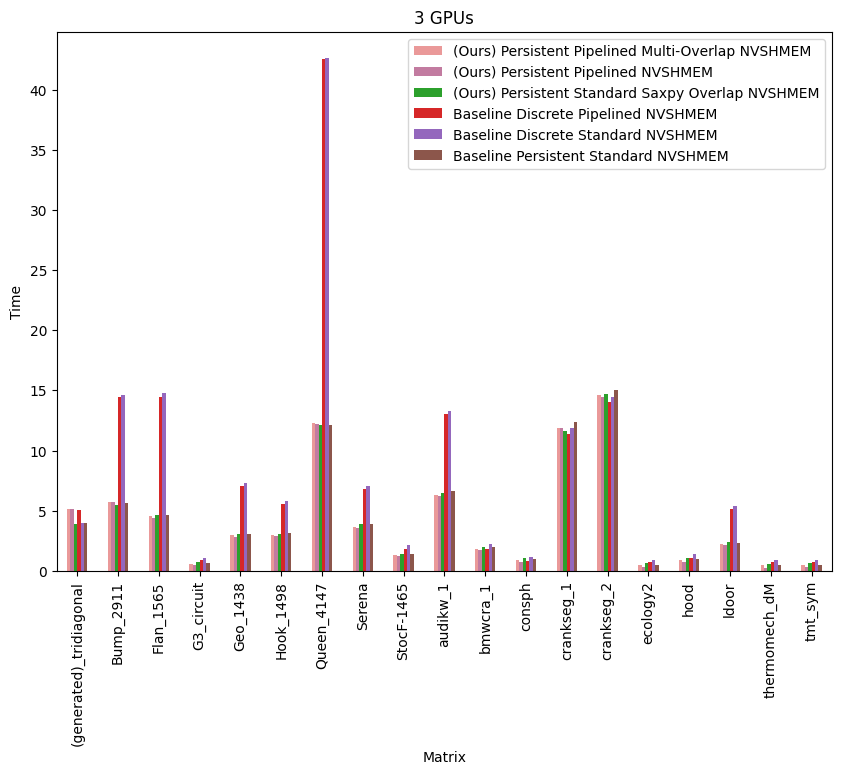 3 GPUs
(Ours) Persistent Pipelined Multi-Overlap NVSHMEM
(Ours) Persistent Pipelined NVSHMEM
(Ours) Persistent Standard Saxpy Overlap NVSHMEM
Baseline Discrete Pipelined NVSHMEM
Baseline Discrete Standard NVSHMEM
Baseline Persistent Standard NVSHMEM
Time
40
35
30
25
20
15
10
5
0
(generated)_tridiagonal
Bump_2911
Flan_1565
G3_circuit
Geo_1438
Hook_1498
Queen_4147
Serena
StocF-1465
audikw_1
bmwcra_1
consph
crankseg_1
crankseg_2
ecology2
hood
ldoor
thermomech_dM
tmt_sym
Matrix